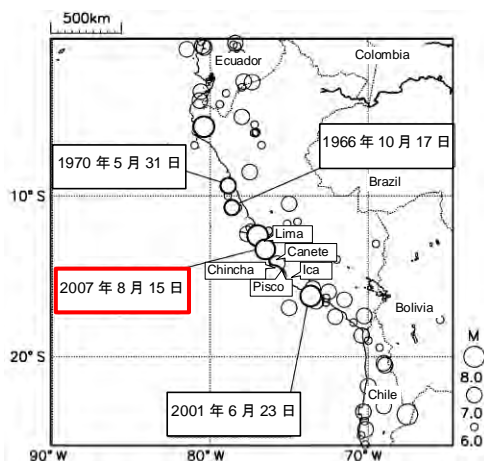 500km
Ecuador
Colombia
1966 年 10 月 17 日
1970 年 5 月 31 日
10°S
Brazil
Lima
Canete
Chincha
Ica
Pisco
2007 年 8 月 15 日
Bolivia
M
20°S
8.0
Chile
7.0
2001 年 6 月 23 日
6.0
90°W
80°W
70°W